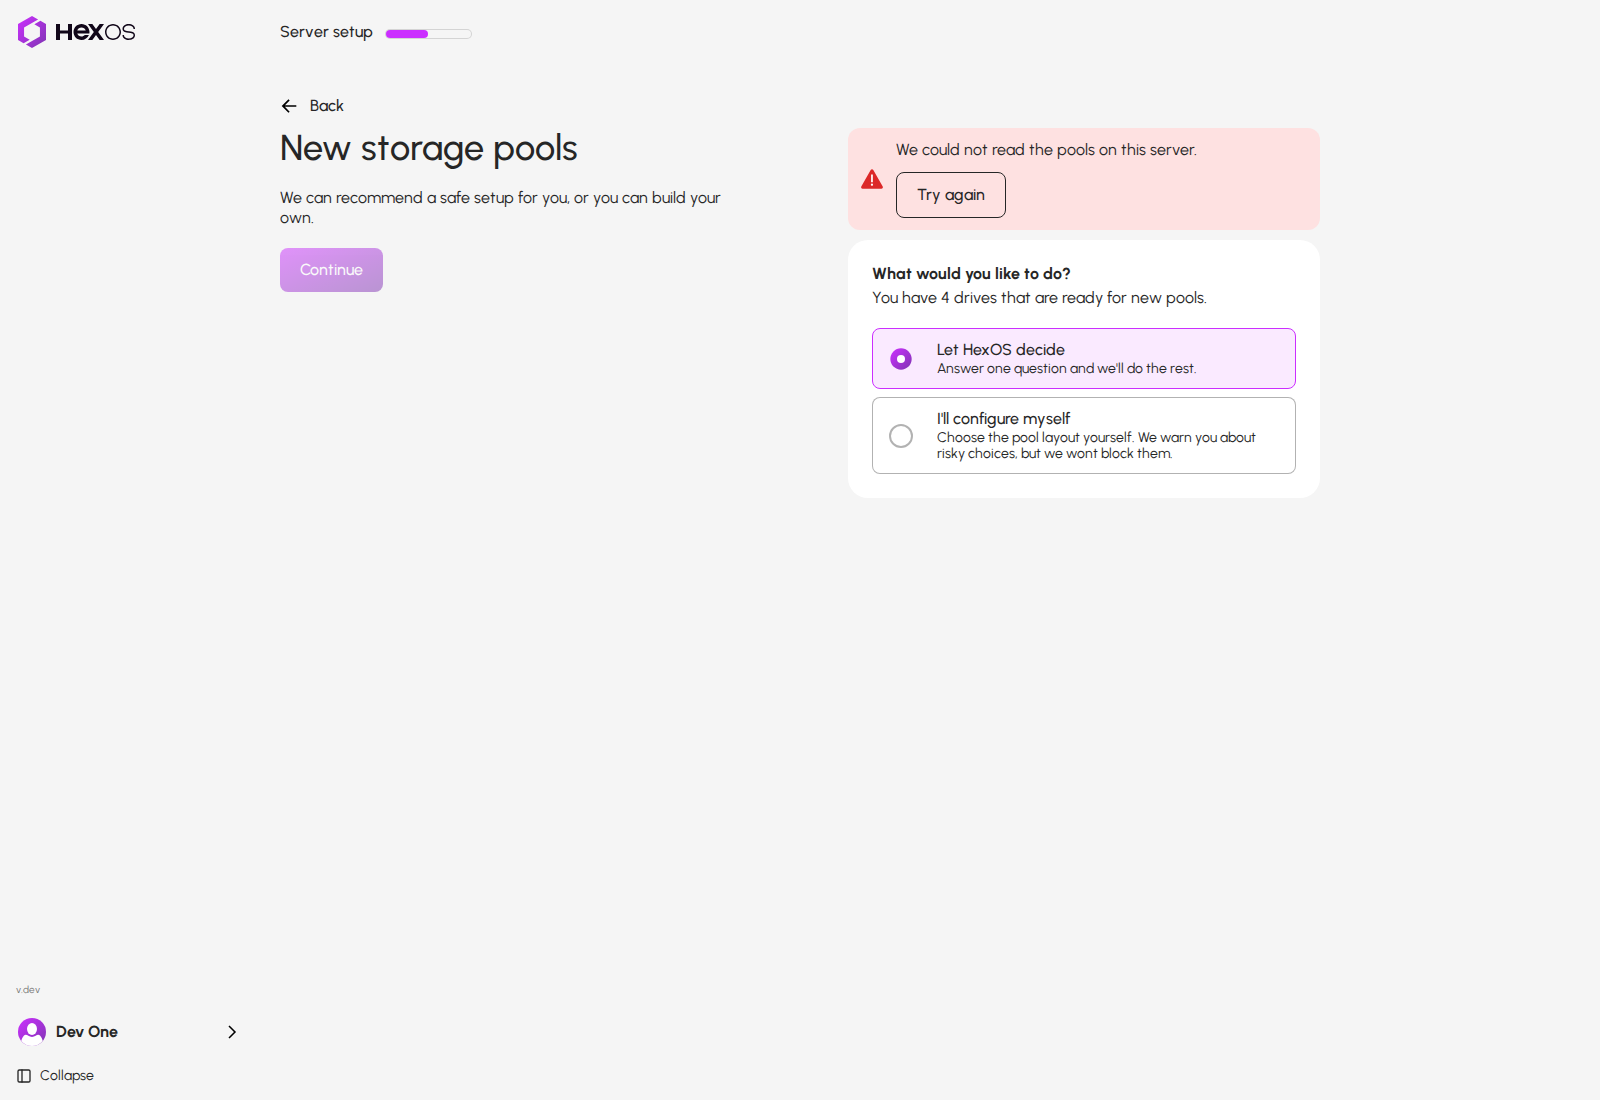 HexOS
Server setup
Back
New storage pools
We can recommend a safe setup for you, or you can build your
own.
Continue
We could not read the pools on this server.
Try again
What would you like to do?
You have 4 drives that are ready for new pools.
Let HexOS decide
Answer one question and we'll do the rest.
I'll configure myself
Choose the pool layout yourself. We warn you about
risky choices, but we wont block them.
v.dev
Dev One
Collapse